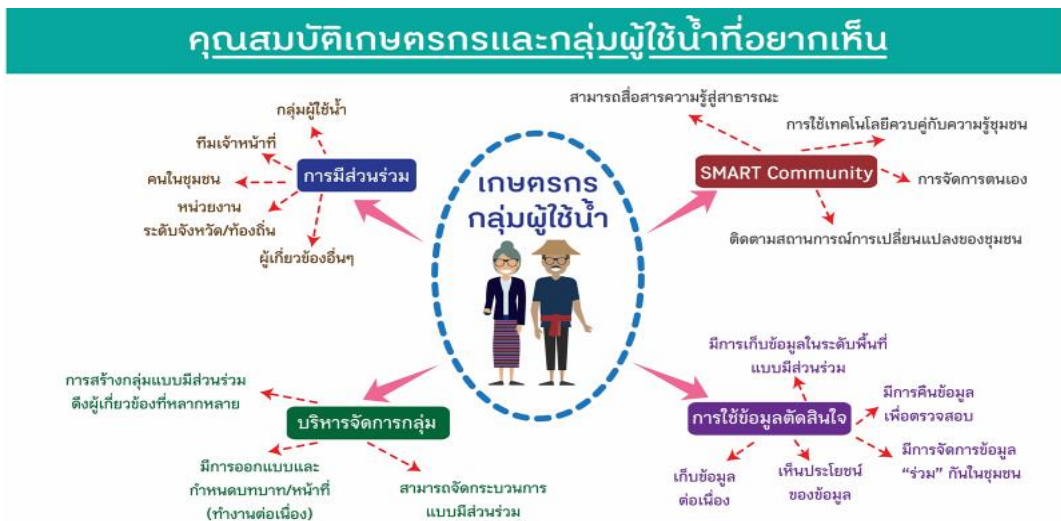 คุณสมบัติเกษตรกรและกลุ่มผู้ใช้น้ำที่อยากเห็น
เกษตรกร
กลุ่มผู้ใช้น้ำ
การมีส่วนร่วม
กลุ่มผู้ใช้น้ำ
ทีมเจ้าหน้าที่
คนในชุมชน
หน่วยงาน
ระดับจังหวัด/ท้องถิ่น
ผู้เกี่ยวข้องอื่นๆ
SMART Community
สามารถสื่อสารความรู้สู่สาธารณะ
การใช้เทคโนโลยีควบคู่กับความรู้ชุมชน
การจัดการตนเอง
ติดตามสถานการณ์การเปลี่ยนแปลงของชุมชน
บริหารจัดการกลุ่ม
การสร้างกลุ่มแบบมีส่วนร่วม
ดึงผู้เกี่ยวข้องที่หลากหลาย
มีการออกแบบและ
กำหนดบทบาท/หน้าที่
(ทำงานต่อเนื่อง)
สามารถจัดกระบวนการ
แบบมีส่วนร่วม
การใช้ข้อมูลตัดสินใจ
มีการเก็บข้อมูลในระดับพื้นที่
แบบมีส่วนร่วม
มีการคืนข้อมูล
เพื่อตรวจสอบ
มีการจัดการข้อมูล
“ร่วม” กันในชุมชน
เห็นประโยชน์
ของข้อมูล
เก็บข้อมูล
ต่อเนื่อง